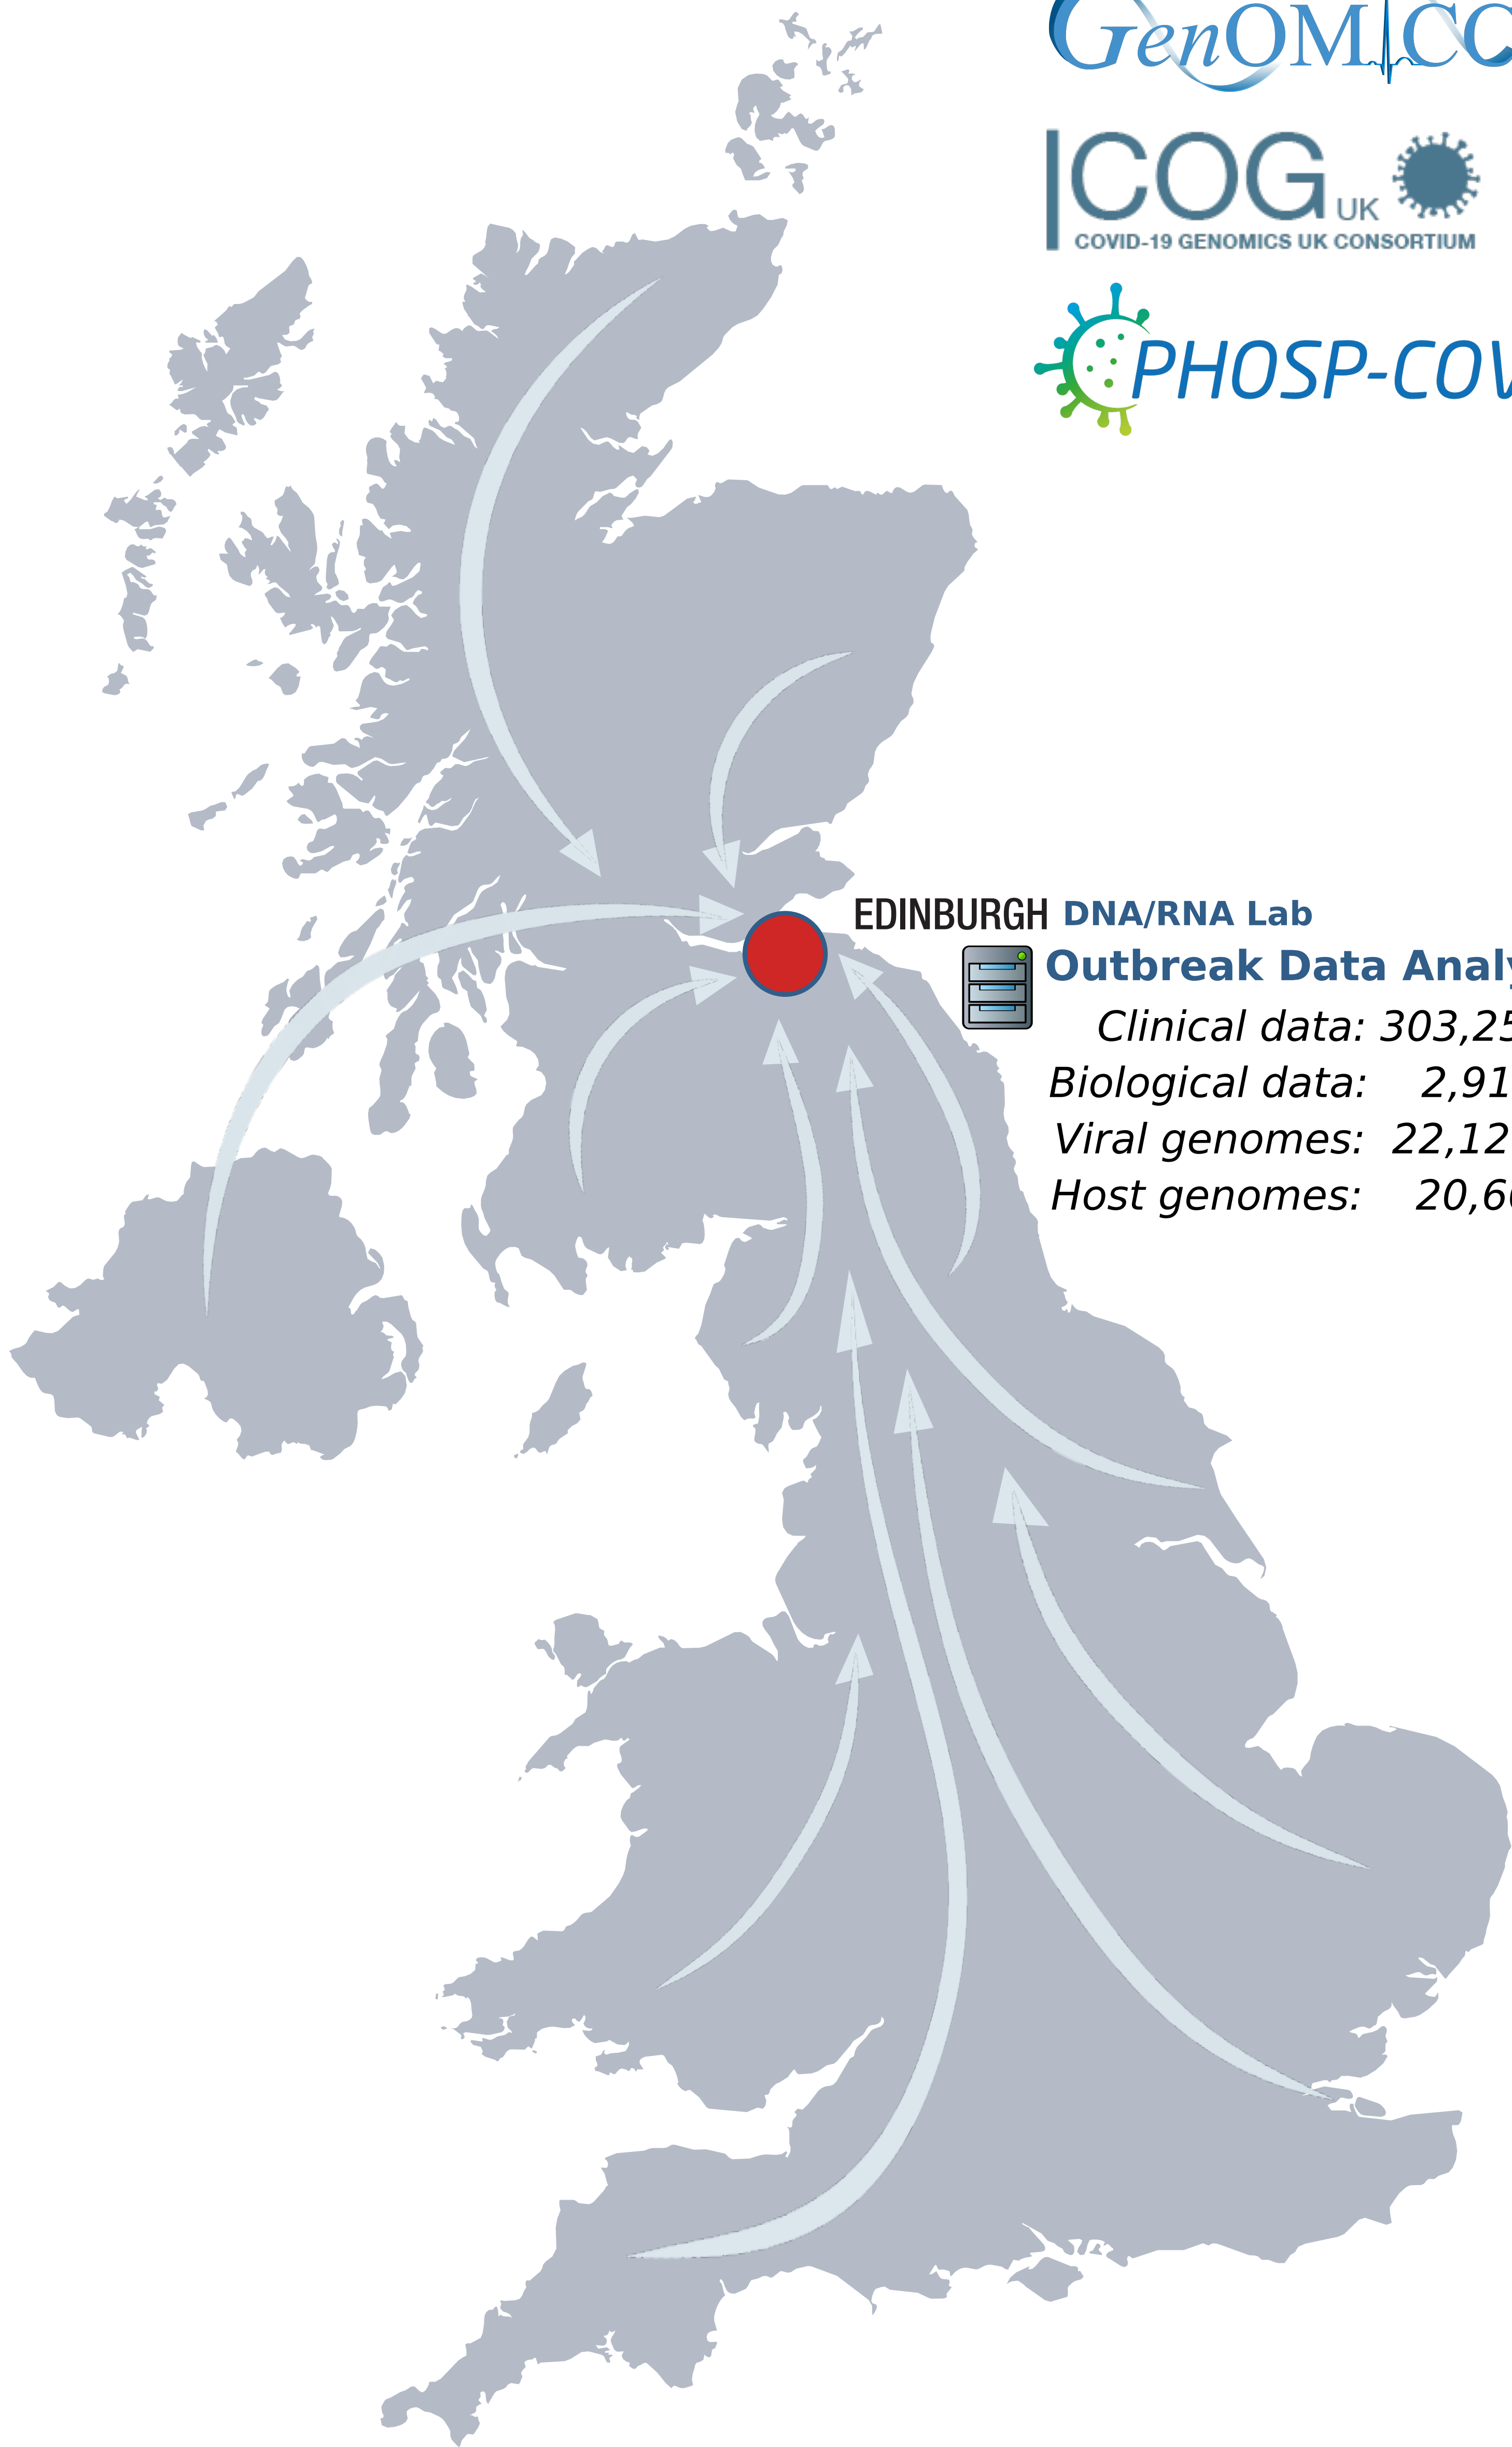 GenOMICC
COG UK
COVID-19 GENOMICS UK CONSORTIUM
PHOSP-COV
EDINBURGH DNA/RNA Lab
Outbreak Data Analy
Clinical data: 303,25
Biological data: 2,91
Viral genomes: 22,12
Host genomes: 20,6